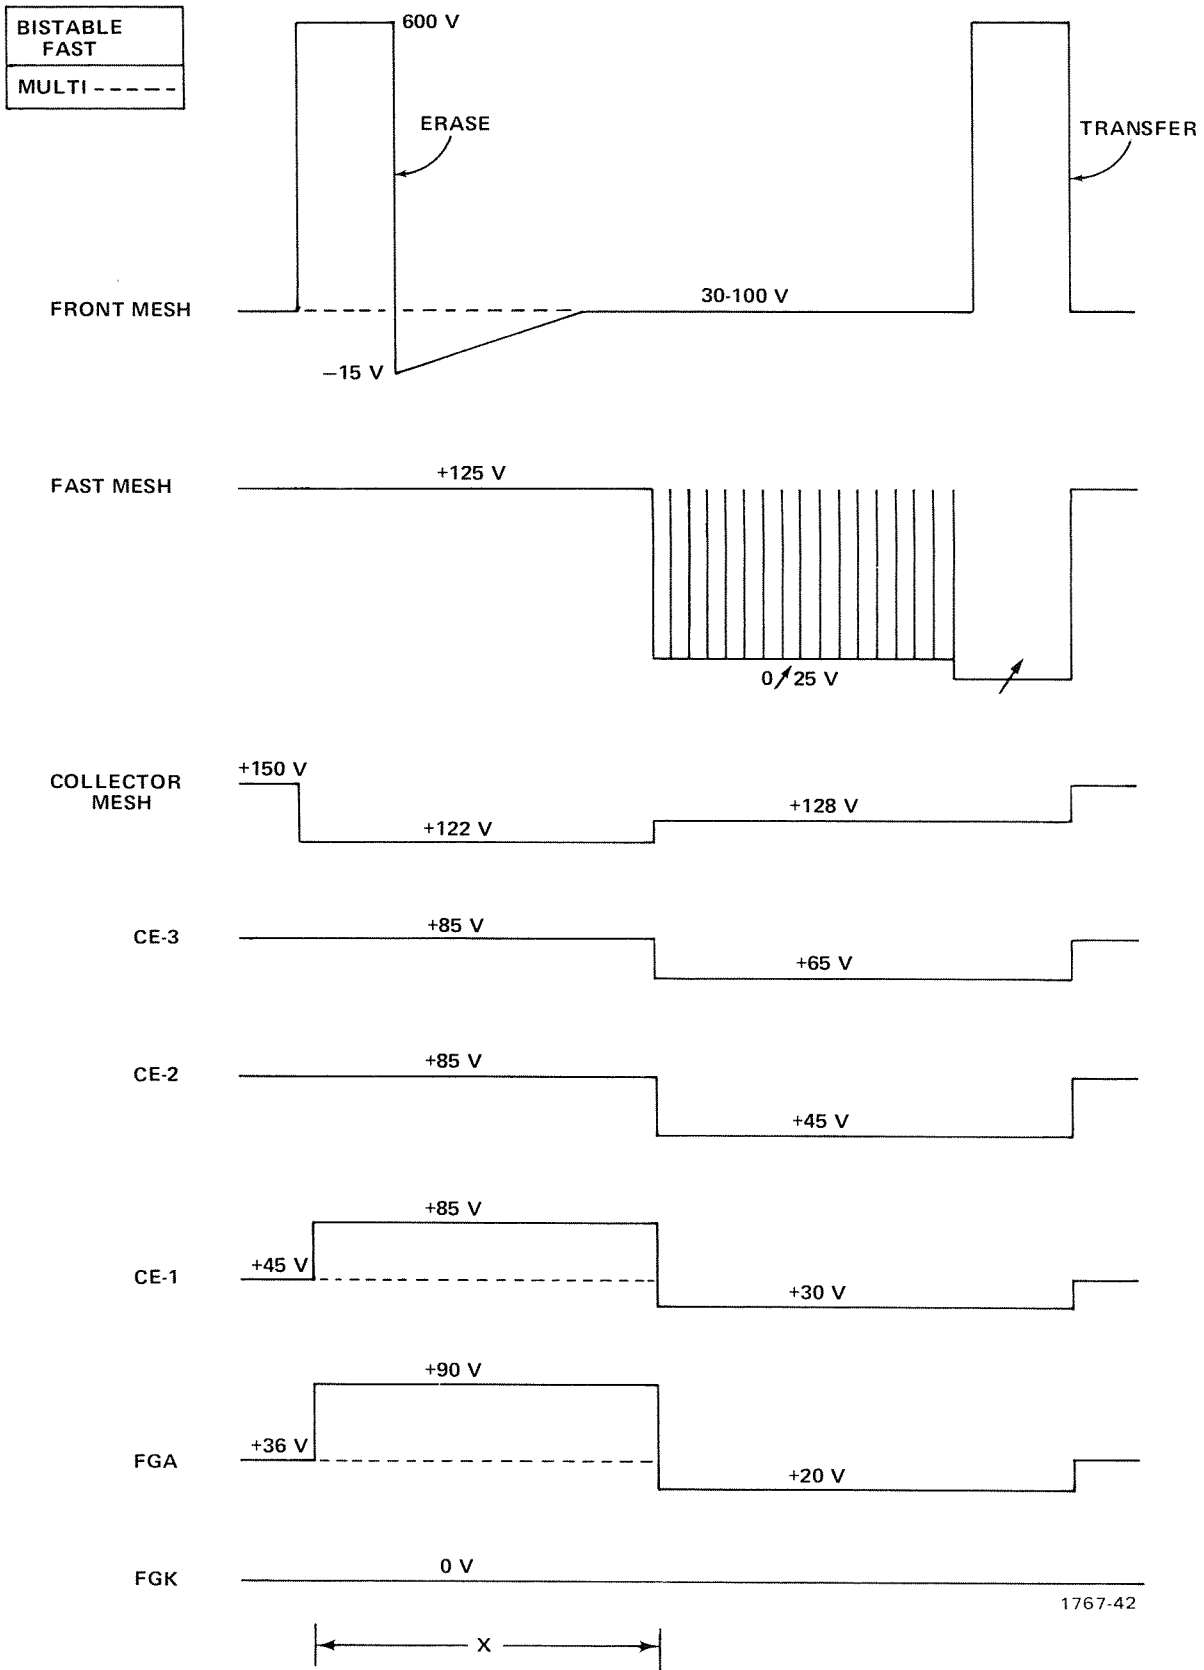 BISTABLE
FAST
MULTI
600 V
ERASE
TRANSFER
FRONT MESH
30-100 V
−15 V
FAST MESH
+125 V
0 25 V
COLLECTOR
MESH
+150 V
+122 V
+128 V
CE-3
+85 V
+65 V
CE-2
+85 V
+45 V
CE-1
+45 V
+85 V
+30 V
FGA
+36 V
+90 V
+20 V
FGK
0 V
1767-42
X